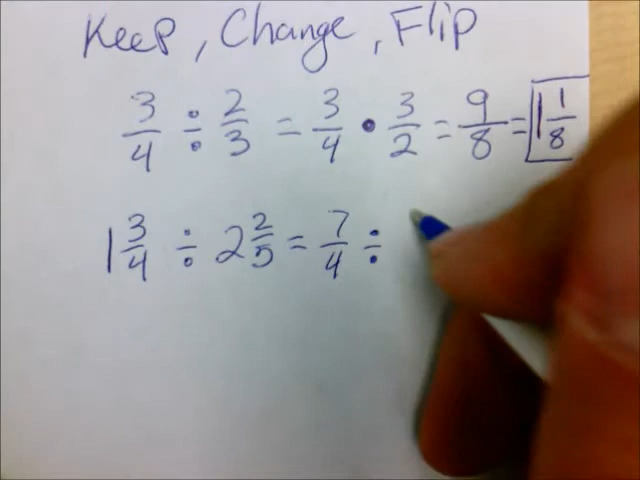 Keep, Change, Flip
3/4 ÷ 2/3 = 3/4 • 3/2 = 9/8 = 1 1/8
1 3/4 ÷ 2 2/5 = 7/4 ÷